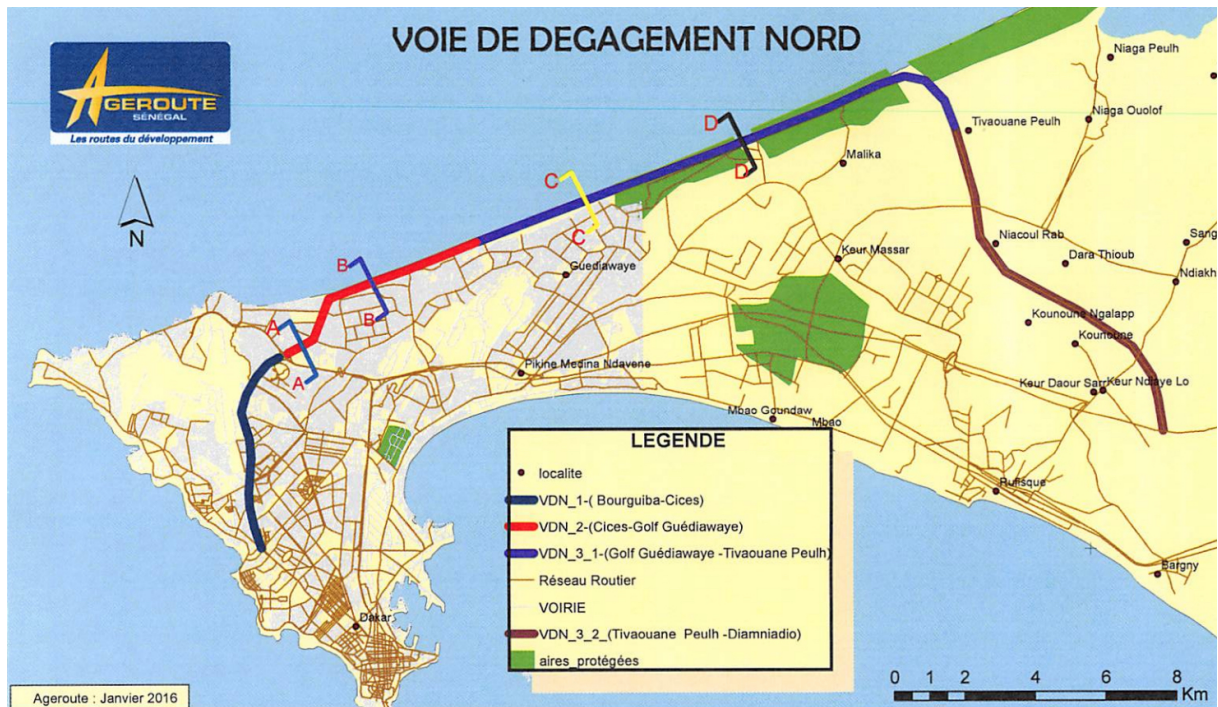 VOIE DE DEGAGEMENT NORD
AGEROUTE
SÉNÉGAL
Les routes du développement
N
Niaga Peulh
Niaga Ouolof
Tivaouane Peulh
D
Malika
D
C
C
Niacoul Rab
Sang
Keur Massar
Dara Thioub
B
Guediawaye
Ndiakh
B
Kounoune Ngalapp
A
Kounoune
Pikine Medina Ndavene
A
Keur Daour Sarr
Keur Ndiaye Lo
Mbao Goundaw
Mbao
Rufisque
Bargny
Dakar
LEGENDE
localite
VDN_1-( Bourguiba-Cices)
VDN_2-(Cices-Golf Guédiawaye)
VDN_3_1-(Golf Guédiawaye -Tivaouane Peulh)
Réseau Routier
VOIRIE
VDN_3_2_(Tivaouane Peulh -Diamniadio)
aires_protégées
0 1 2 4 6 8
Km
Ageroute : Janvier 2016